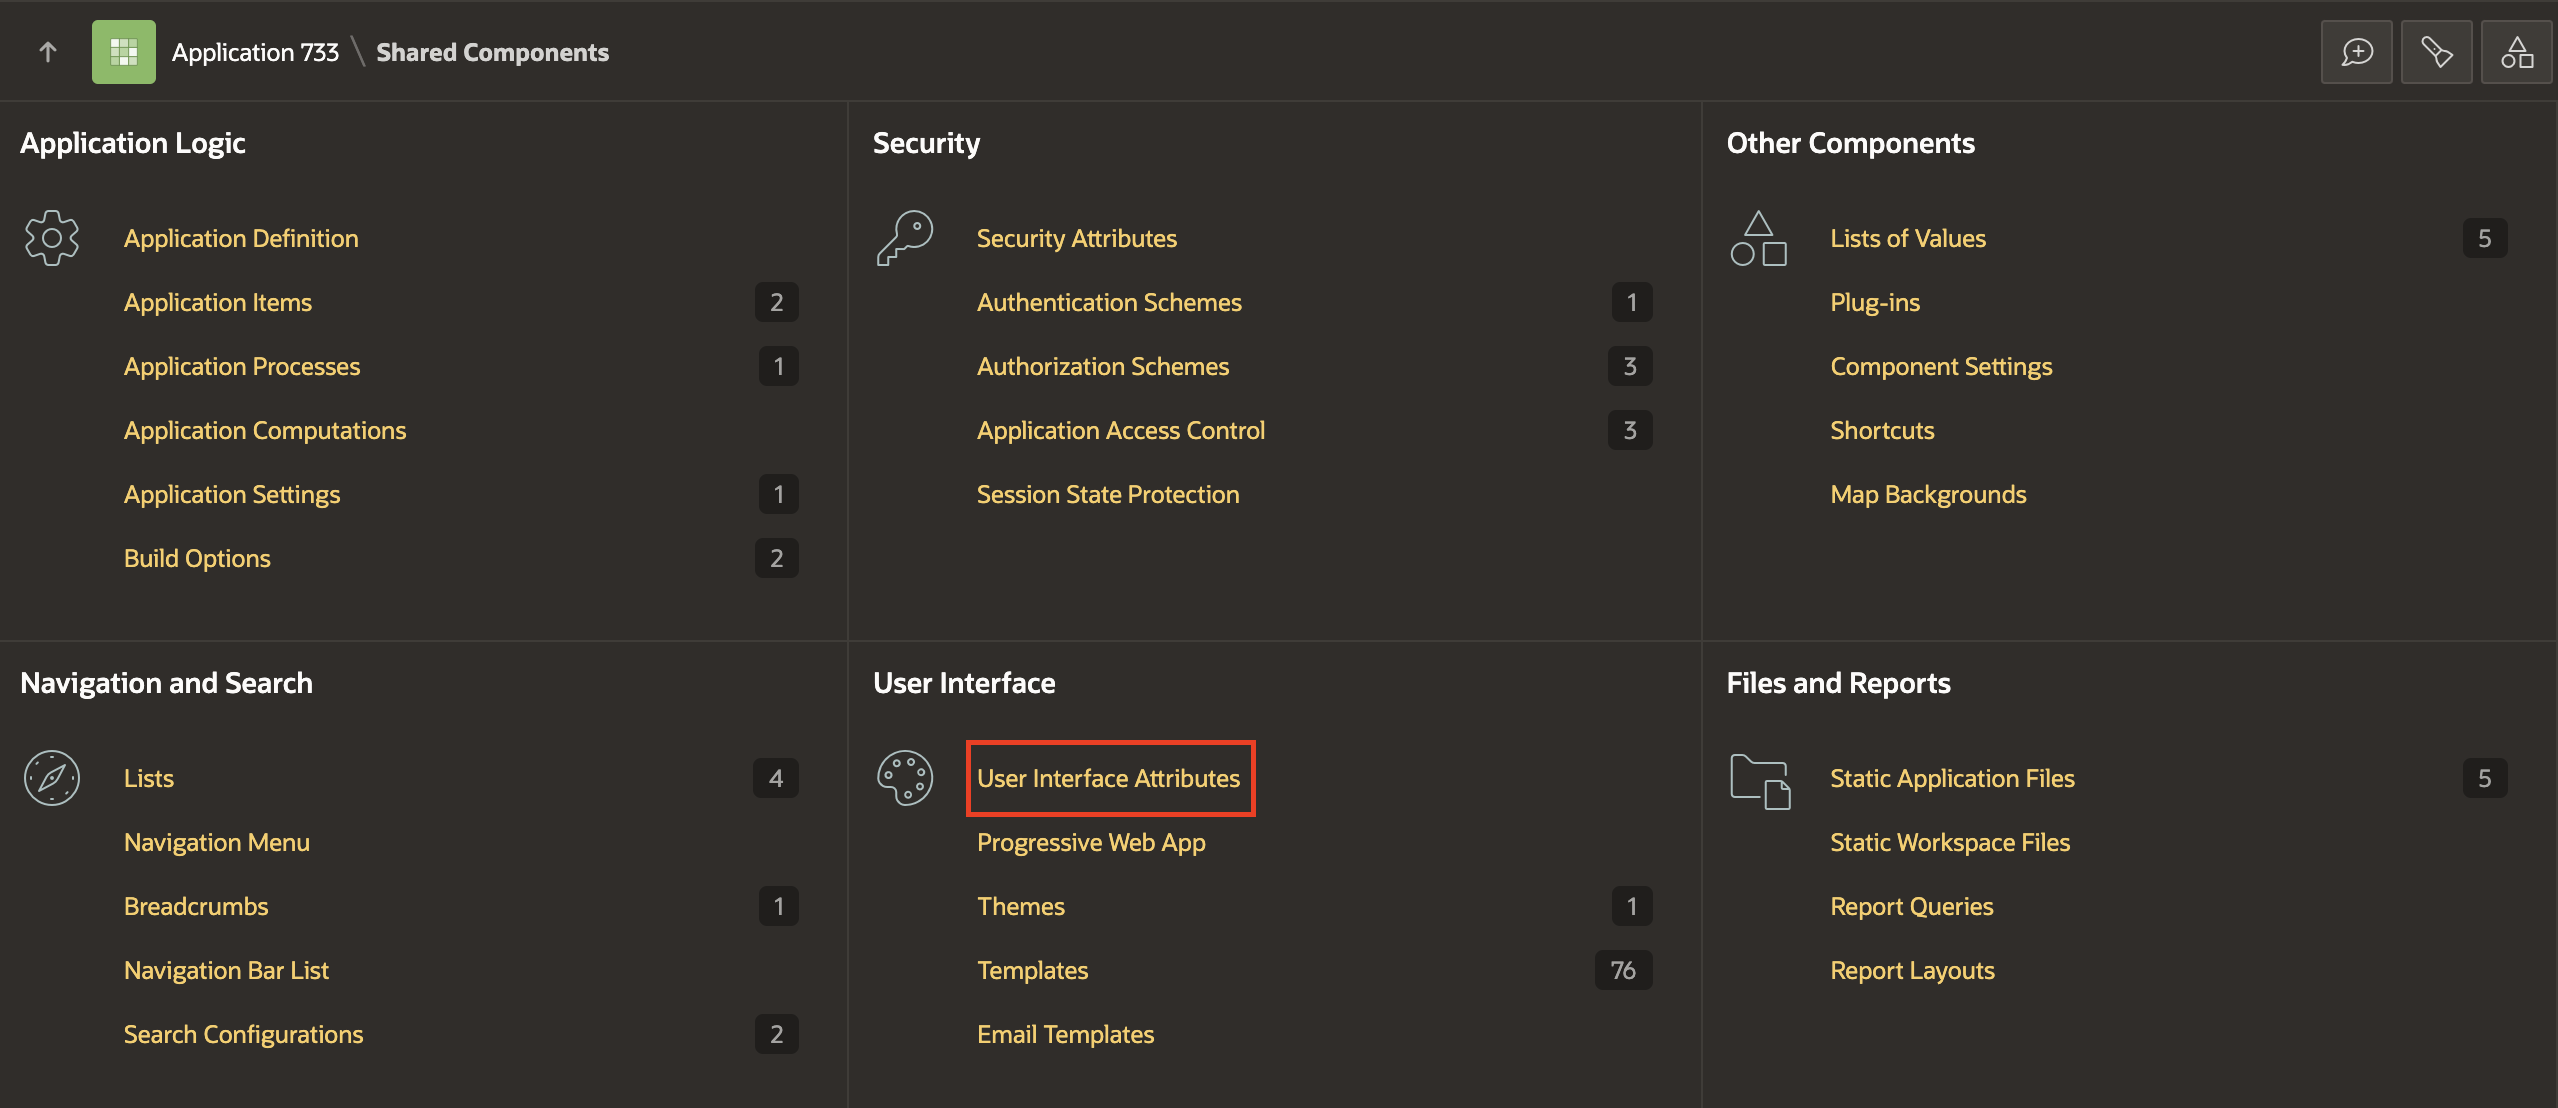 Application 733 \ Shared Components
Application Logic
Application Definition
Application Items 2
Application Processes 1
Application Computations
Application Settings 1
Build Options 2
Security
Security Attributes
Authentication Schemes 1
Authorization Schemes 3
Application Access Control 3
Session State Protection
Other Components
Lists of Values 5
Plug-ins
Component Settings
Shortcuts
Map Backgrounds
Navigation and Search
Lists 4
Navigation Menu
Breadcrumbs 1
Navigation Bar List
Search Configurations 2
User Interface
User Interface Attributes
Progressive Web App
Themes 1
Templates 76
Email Templates
Files and Reports
Static Application Files 5
Static Workspace Files
Report Queries
Report Layouts